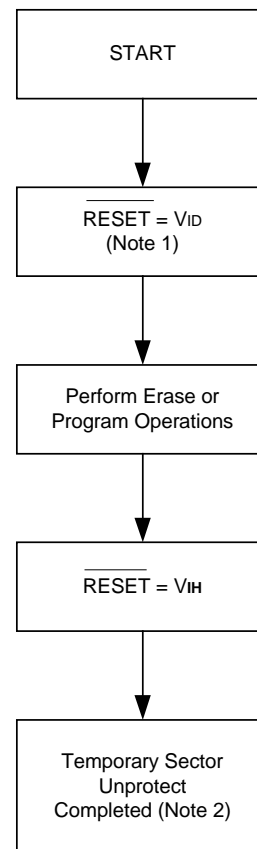 START
RESET = VID
(Note 1)
Perform Erase or
Program Operations
RESET = VIH
Temporary Sector
Unprotect
Completed (Note 2)